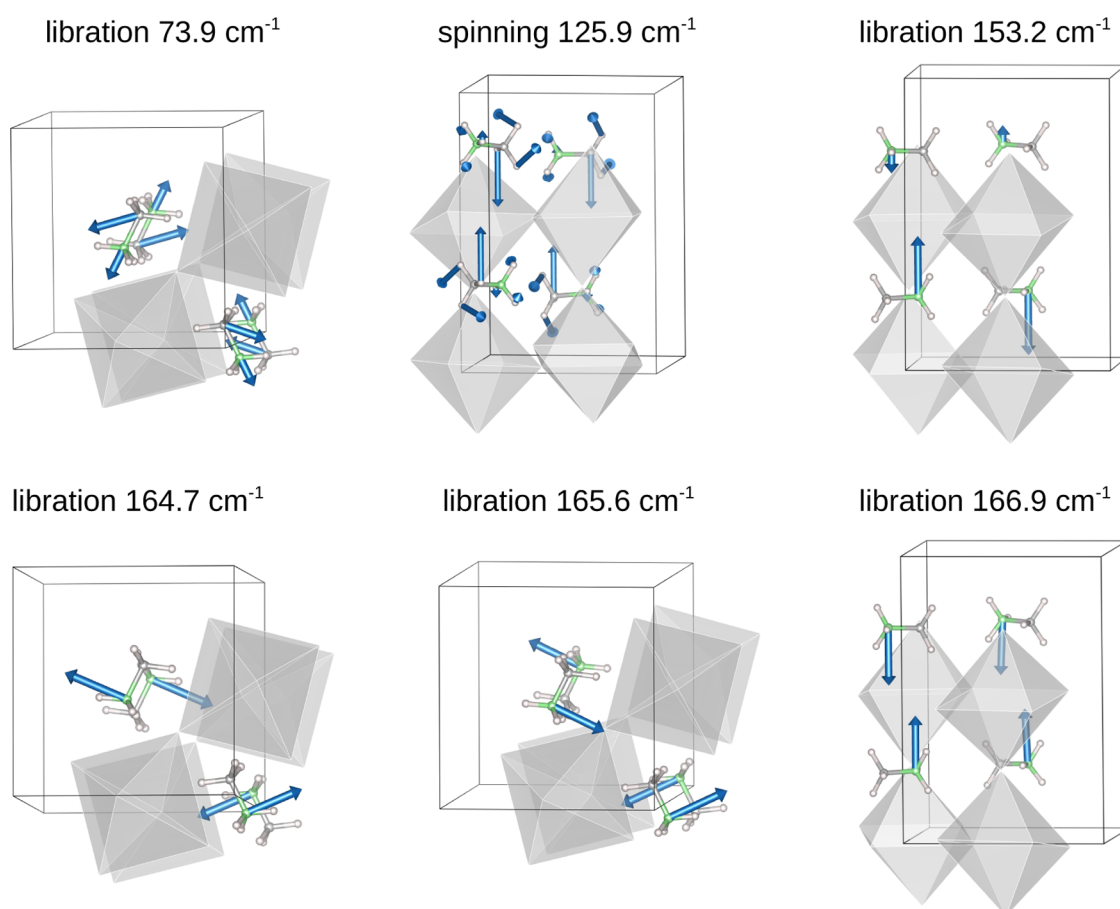 libration 73.9 cm⁻¹
spinning 125.9 cm⁻¹
libration 153.2 cm⁻¹
libration 164.7 cm⁻¹
libration 165.6 cm⁻¹
libration 166.9 cm⁻¹